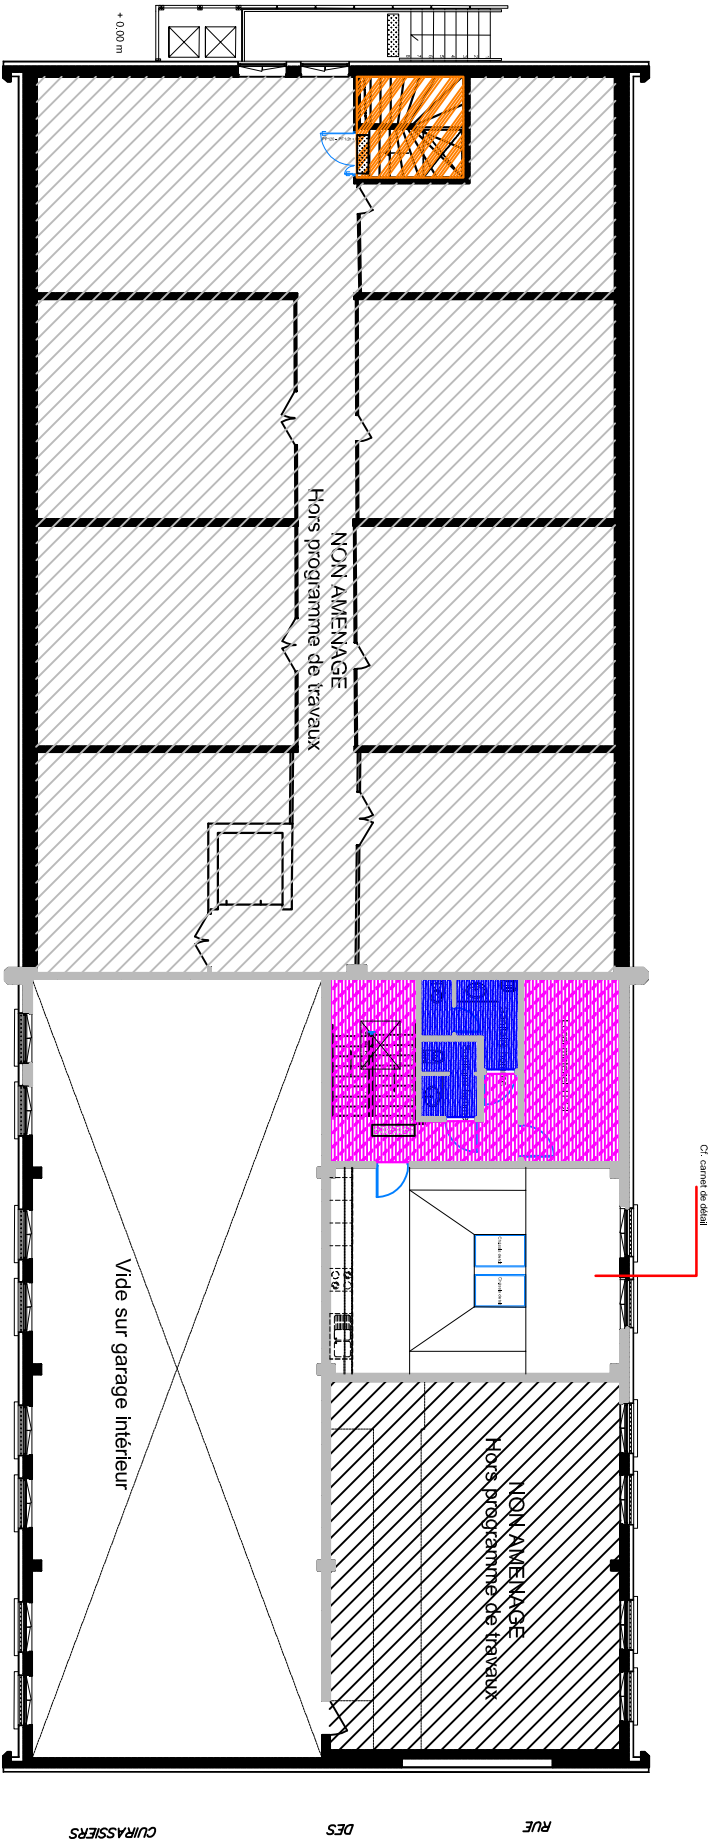 + 0,00 m
NON AMENAGE
Hors programme de travaux
Cf. carnet de détail
Vide sur garage intérieur
NON AMENAGE
Hors programme de travaux
RUE DES CUIRASSIERS